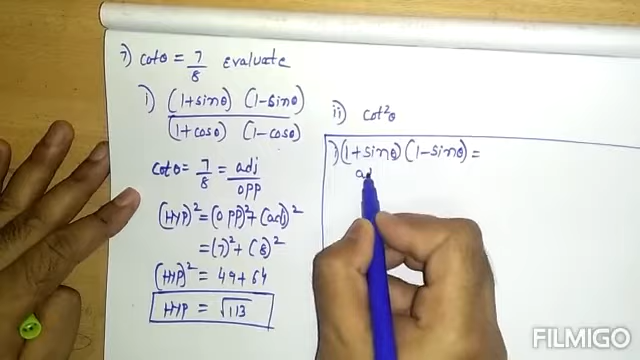 7) cotθ = 7/8 evaluate
i) (1+sinθ) (1-sinθ) / (1+cosθ) (1-cosθ)
cotθ = 7/8 = adj/opp
(HYP)² = (OPP)² + (adj)²
= (7)² + (8)²
(HYP)² = 49 + 64
HYP = √113
ii) cot²θ
i) (1+sinθ) (1-sinθ) =
a
FILMIGO